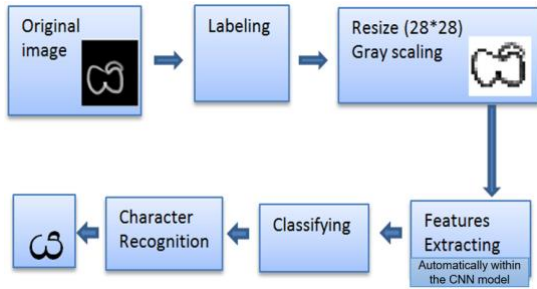 Original
image
Labeling
Resize (28*28)
Gray scaling
Features
Extracting
Automatically within
the CNN model
Classifying
Character
Recognition